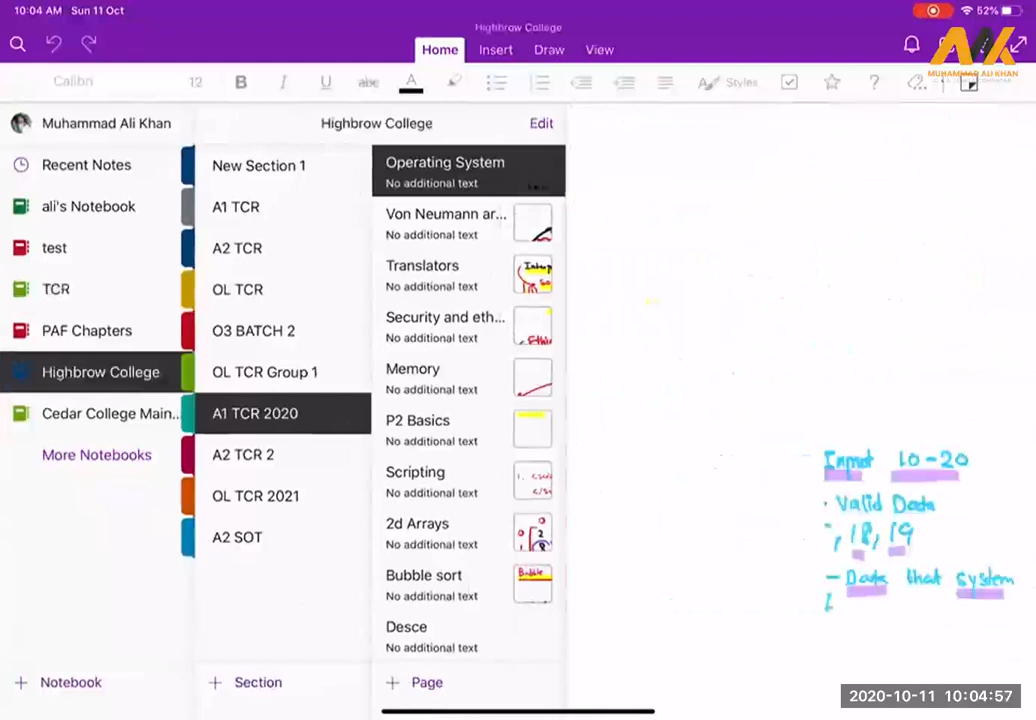 10:04 AM Sun 11 Oct
52%
Highbrow College
Home Insert Draw View
MUHAMMAD ALI KHAN
Calibri 12 B I U abc A Styles ?
Muhammad Ali Khan
Recent Notes
ali's Notebook
test
TCR
PAF Chapters
Highbrow College
Cedar College Main...
More Notebooks
+ Notebook
New Section 1
A1 TCR
A2 TCR
OL TCR
O3 BATCH 2
OL TCR Group 1
A1 TCR 2020
A2 TCR 2
OL TCR 2021
A2 SOT
+ Section
Highbrow College Edit
Operating System
No additional text
Von Neumann ar...
No additional text
Translators
No additional text
Security and eth...
No additional text
Memory
No additional text
P2 Basics
No additional text
Scripting
No additional text
2d Arrays
No additional text
Bubble sort
No additional text
Bubble
Desce
No additional text
+ Page
Input 10-20
· Valid Data
, 18, 19
- Data that system
2020-10-11 10:04:57